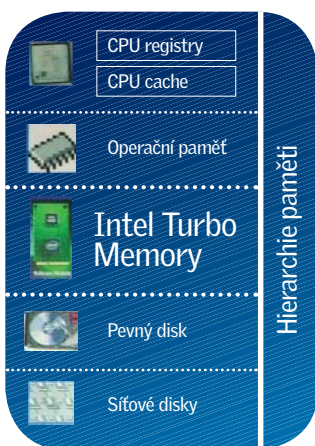 CPU registry
CPU cache
Operační paměť
Intel Turbo
Memory
Pevný disk
Síťové disky
Hierarchie paměti